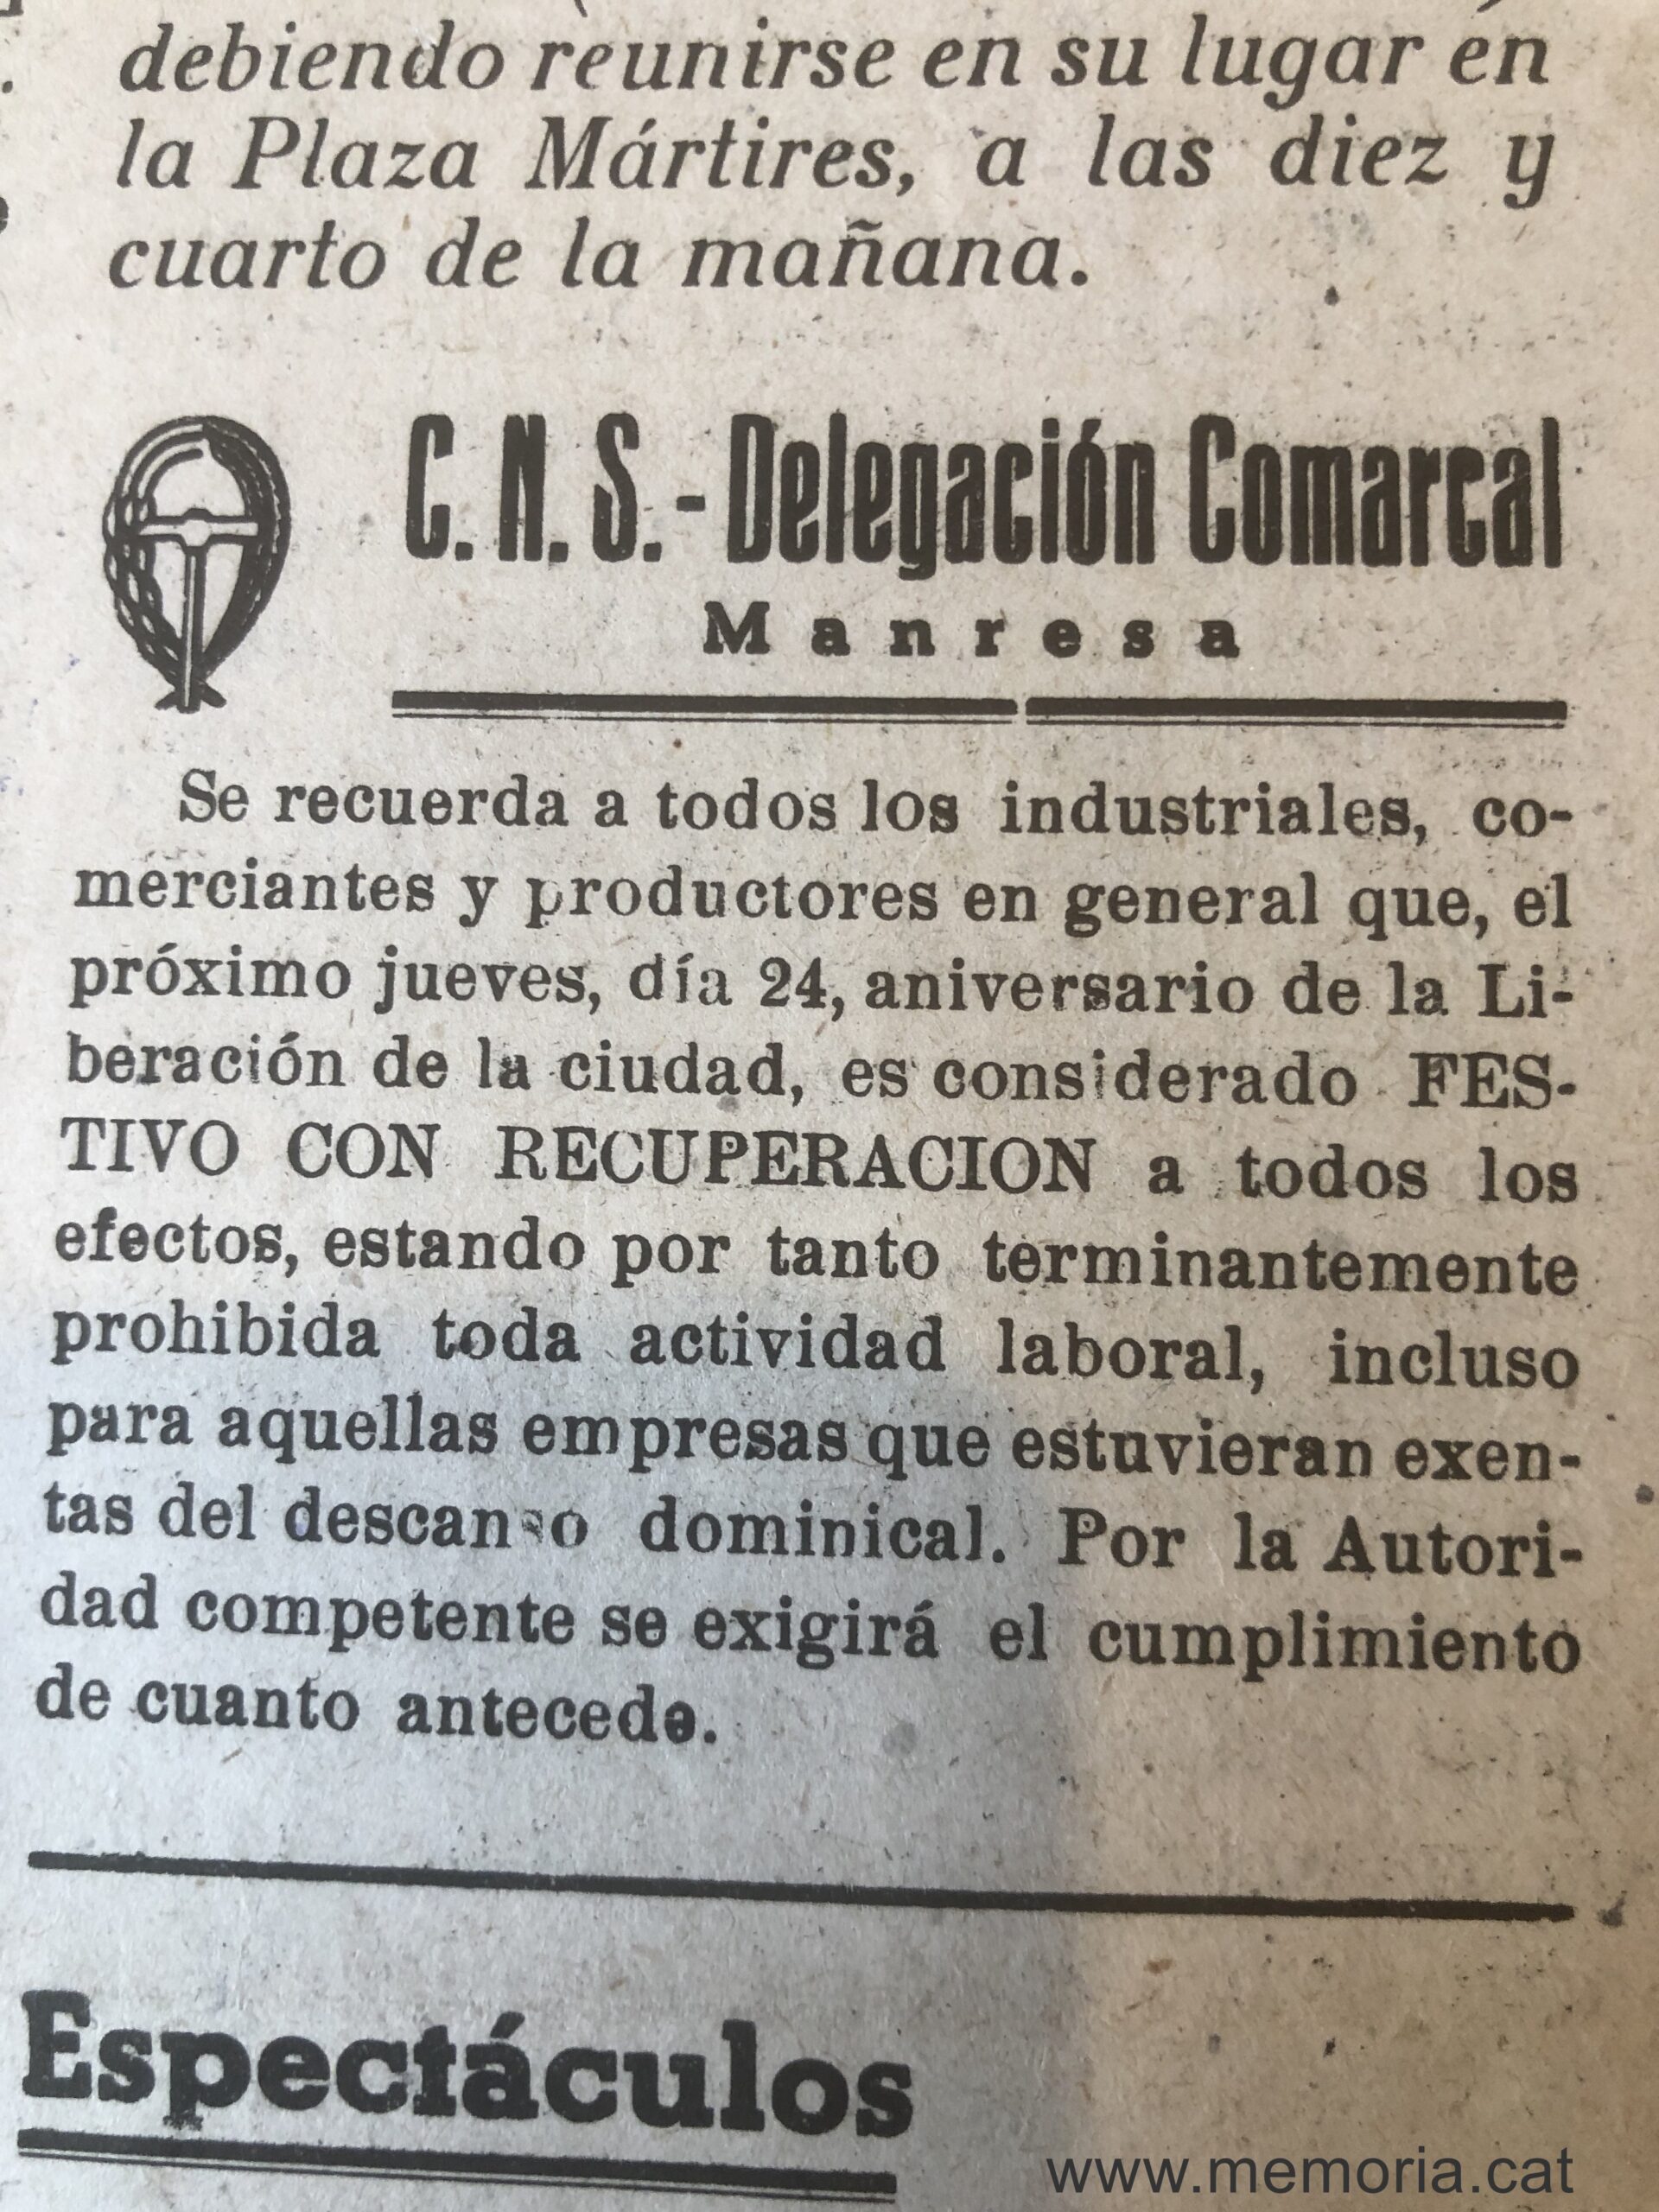 debiendo reunirse en su lugar en
la Plaza Mártires, a las diez y
cuarto de la mañana.
C. N. S. - Delegación Comarcal
Manresa
Se recuerda a todos los industriales, co-
merciantes y productores en general que, el
próximo jueves, día 24, aniversario de la Li-
beración de la ciudad, es considerado FES-
TIVO CON RECUPERACION a todos los
efectos, estando por tanto terminantemente
prohibida toda actividad laboral, incluso
para aquellas empresas que estuvieran exen-
tas del descanso dominical. Por la Autori-
dad competente se exigirá el cumplimiento
de cuanto antecede.
Espectáculos
www.memoria.cat